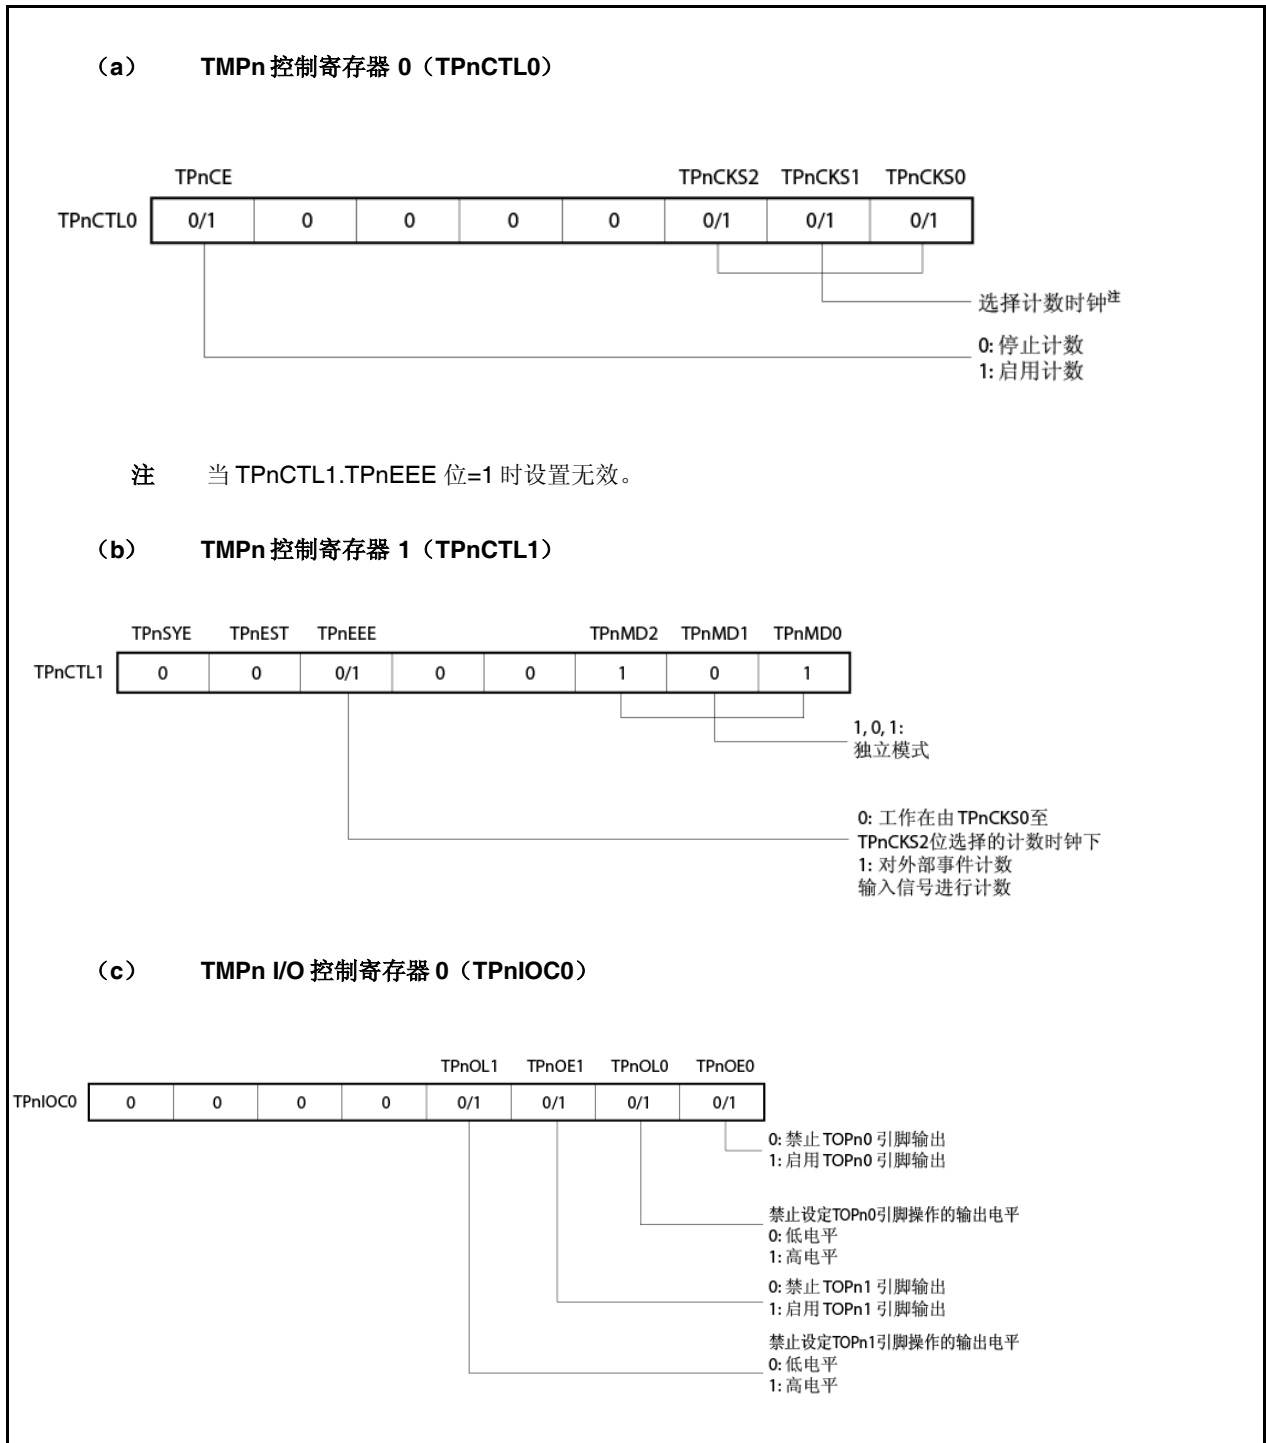 （a） TMPn 控制寄存器 0（TPnCTL0）
TPnCE TPnCKS2 TPnCKS1 TPnCKS0
TPnCTL0 0/1 0 0 0 0 0/1 0/1 0/1
选择计数时钟注
0: 停止计数
1: 启用计数
注 当 TPnCTL1.TPnEEE 位=1 时设置无效。
（b） TMPn 控制寄存器 1（TPnCTL1）
TPnSYE TPnEST TPnEEE TPnMD2 TPnMD1 TPnMD0
TPnCTL1 0 0 0/1 0 0 1 0 1
1, 0, 1:
独立模式
0: 工作在由 TPnCKS0至
TPnCKS2位选择的计数时钟下
1: 对外部事件计数
输入信号进行计数
（c） TMPn I/O 控制寄存器 0（TPnIOC0）
TPnOL1 TPnOE1 TPnOL0 TPnOE0
TPnIOC0 0 0 0 0 0/1 0/1 0/1 0/1
0: 禁止 TOPn0 引脚输出
1: 启用 TOPn0 引脚输出
禁止设定TOPn0引脚操作的输出电平
0: 低电平
1: 高电平
0: 禁止 TOPn1 引脚输出
1: 启用 TOPn1 引脚输出
禁止设定TOPn1引脚操作的输出电平
0: 低电平
1: 高电平